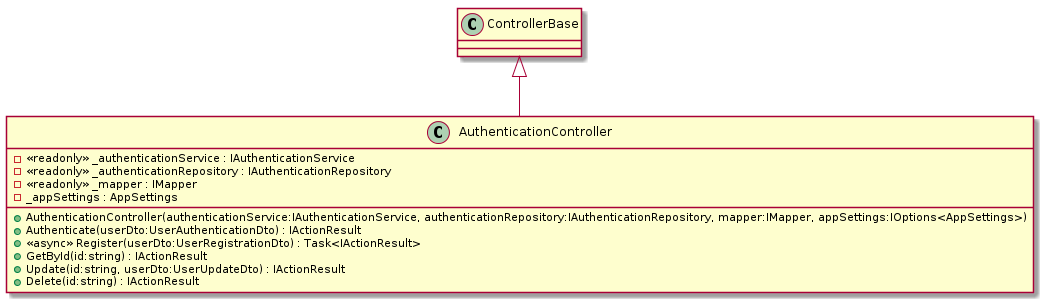 C ControllerBase
C AuthenticationController
«readonly» _authenticationService : IAuthenticationService
«readonly» _authenticationRepository : IAuthenticationRepository
«readonly» _mapper : IMapper
_appSettings : AppSettings
AuthenticationController(authenticationService:IAuthenticationService, authenticationRepository:IAuthenticationRepository, mapper:IMapper, appSettings:IOptions<AppSettings>)
Authenticate(userDto:UserAuthenticationDto) : IActionResult
«async» Register(userDto:UserRegistrationDto) : Task<IActionResult>
GetById(id:string) : IActionResult
Update(id:string, userDto:UserUpdateDto) : IActionResult
Delete(id:string) : IActionResult